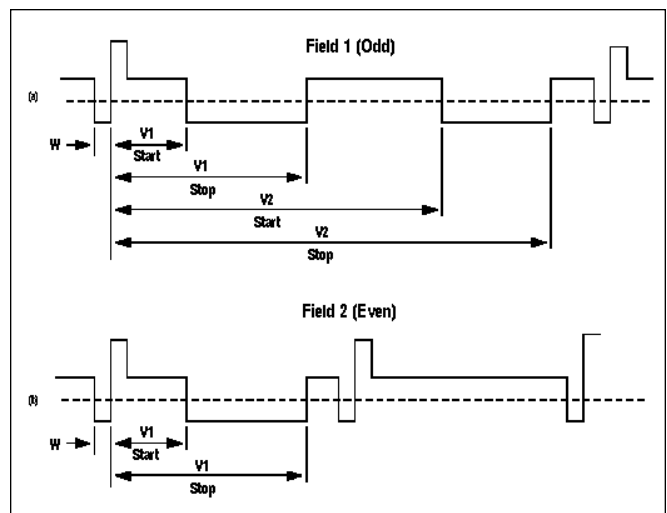 Field 1 (Odd)
(a)
W
V1
Start
V1
Stop
V2
Start
V2
Stop
Field 2 (Even)
(b)
W
V1
Start
V1
Stop